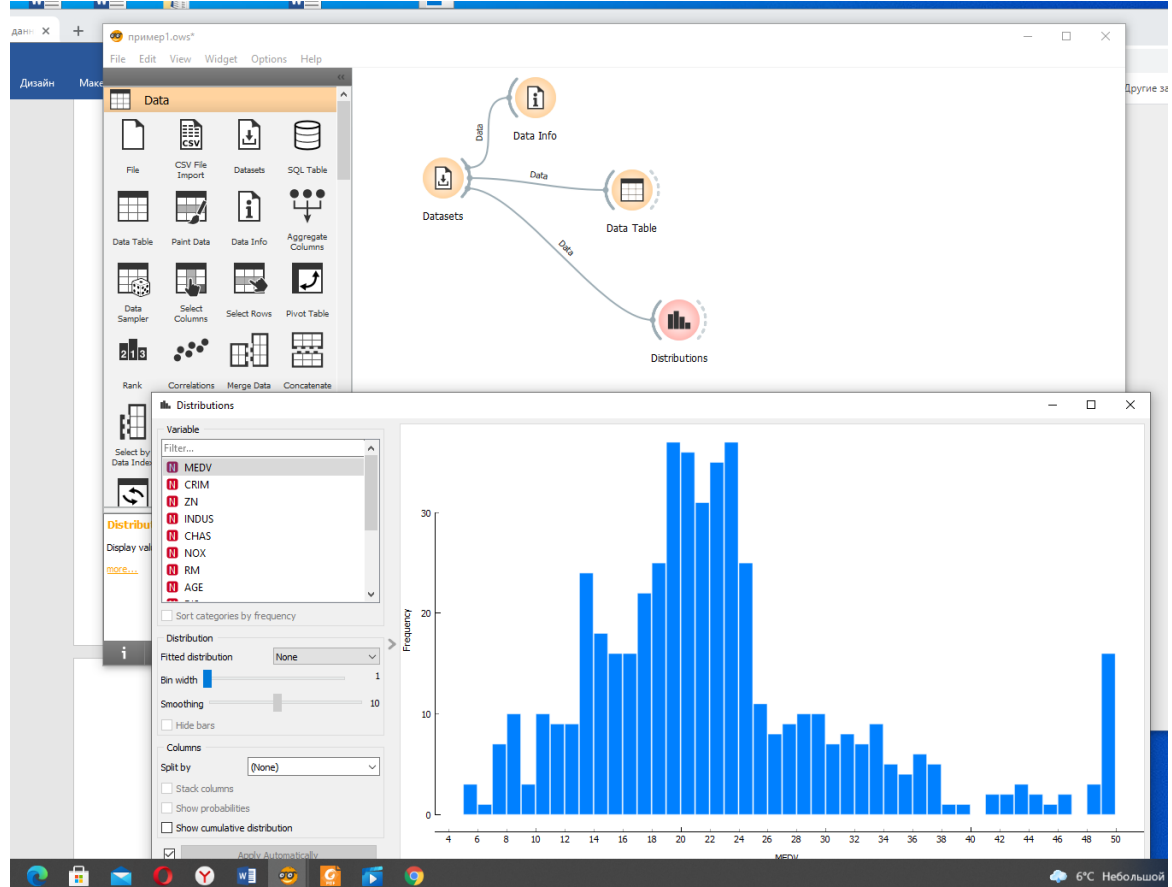 данн
пример1.ows*
File Edit View Widget Options Help
Дизайн
Маке
Другие за
Data
File
CSV File Import
Datasets
SQL Table
Data Table
Paint Data
Data Info
Aggregate Columns
Data Sampler
Select Columns
Select Rows
Pivot Table
Rank
Correlations
Merge Data
Concatenate
Select by Data Index
Data
Data Info
Data
Datasets
Data Table
Data
Distributions
Distribu
Display val
more...
Distributions
Variable
Filter...
N MEDV
N CRIM
N ZN
N INDUS
N CHAS
N NOX
N RM
N AGE
Sort categories by frequency
Distribution
Fitted distribution None
Bin width 1
Smoothing 10
Hide bars
Columns
Split by (None)
Stack columns
Show probabilities
Show cumulative distribution
Apply Automatically
Frequency
30
20
10
0
4 6 8 10 12 14 16 18 20 22 24 26 28 30 32 34 36 38 40 42 44 46 48 50
MEDV
6°C Небольшой